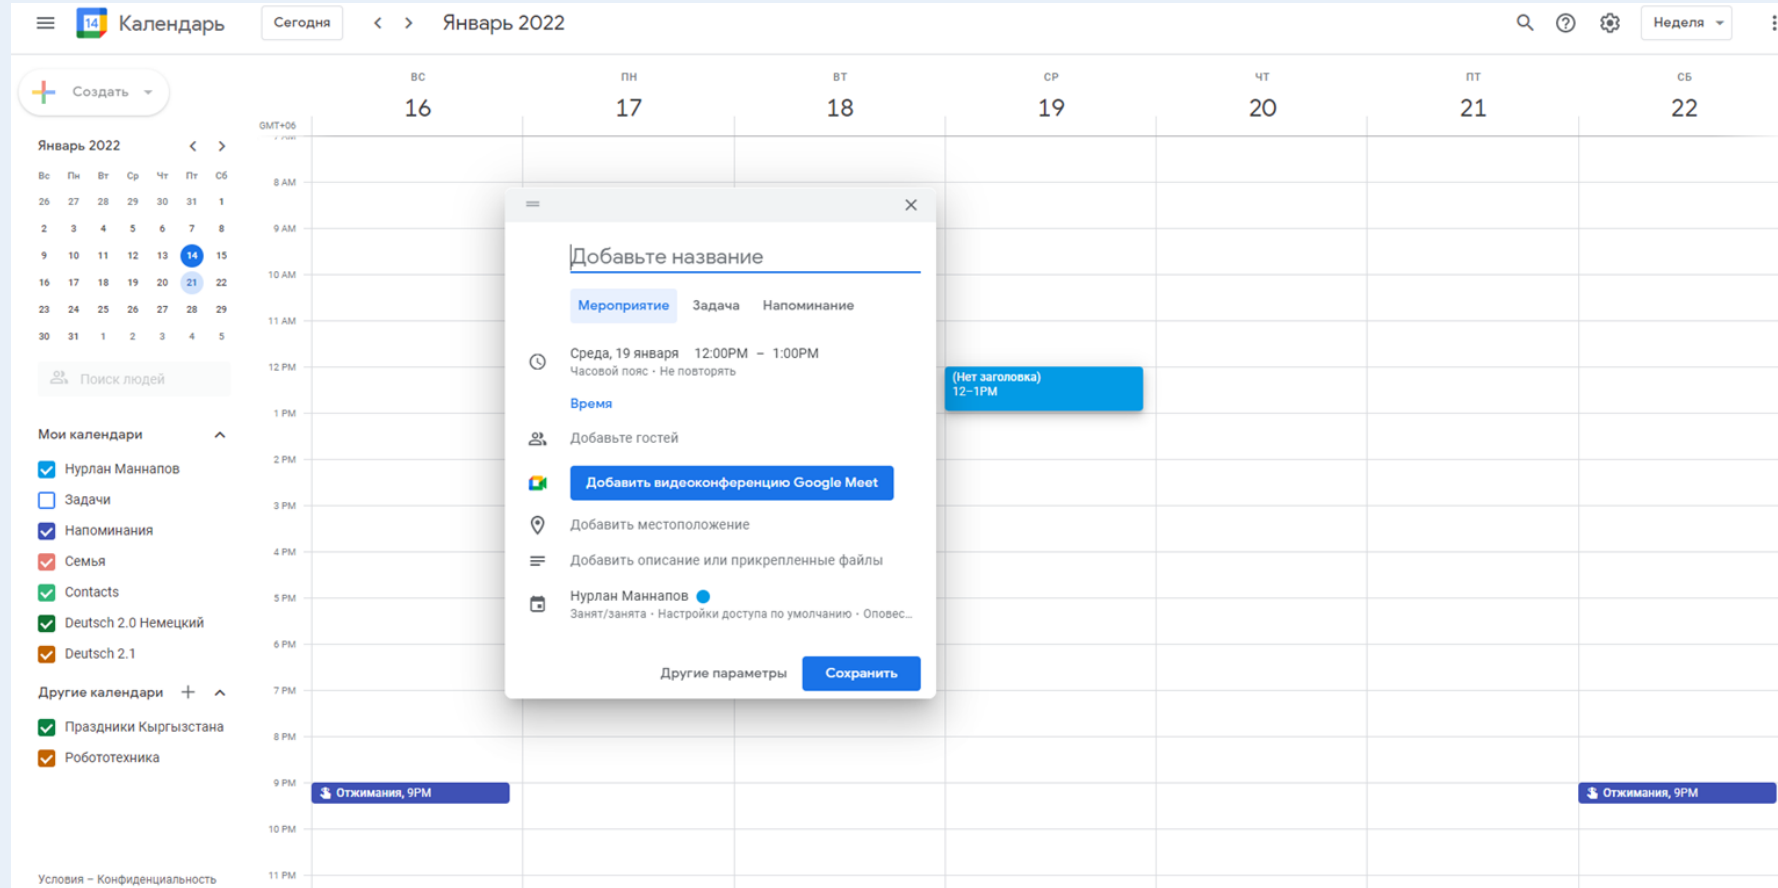 14 Календарь Сегодня Январь 2022 Неделя
Создать
ВС ПН ВТ СР ЧТ ПТ СБ
16 17 18 19 20 21 22
GMT+06
Январь 2022
Вс Пн Вт Ср Чт Пт Сб
26 27 28 29 30 31 1
2 3 4 5 6 7 8
9 10 11 12 13 14 15
16 17 18 19 20 21 22
23 24 25 26 27 28 29
30 31 1 2 3 4 5
Поиск людей
Мои календари
Нурлан Маннапов
Задачи
Напоминания
Семья
Contacts
Deutsch 2.0 Немецкий
Deutsch 2.1
Другие календари
Праздники Кыргызстана
Робототехника
Условия – Конфиденциальность
7 AM
8 AM
9 AM
10 AM
11 AM
12 PM
1 PM
2 PM
3 PM
4 PM
5 PM
6 PM
7 PM
8 PM
9 PM
10 PM
11 PM
Добавьте название
Мероприятие Задача Напоминание
Среда, 19 января 12:00PM – 1:00PM
Часовой пояс · Не повторять
Время
Добавьте гостей
Добавить видеоконференцию Google Meet
Добавить местоположение
Добавить описание или прикрепленные файлы
Нурлан Маннапов
Занят/занята · Настройки доступа по умолчанию · Оповес...
Другие параметры Сохранить
(Нет заголовка)
12–1PM
Отжимания, 9PM
Отжимания, 9PM